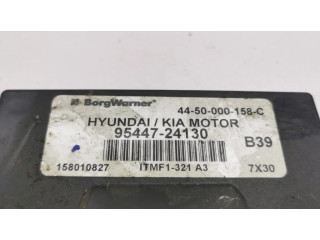 BorgWarner
44-50-000-158-C
HYUNDAI / KIA MOTOR
95447-24130
B39
158010827
ITMF1-321 A3
7X30